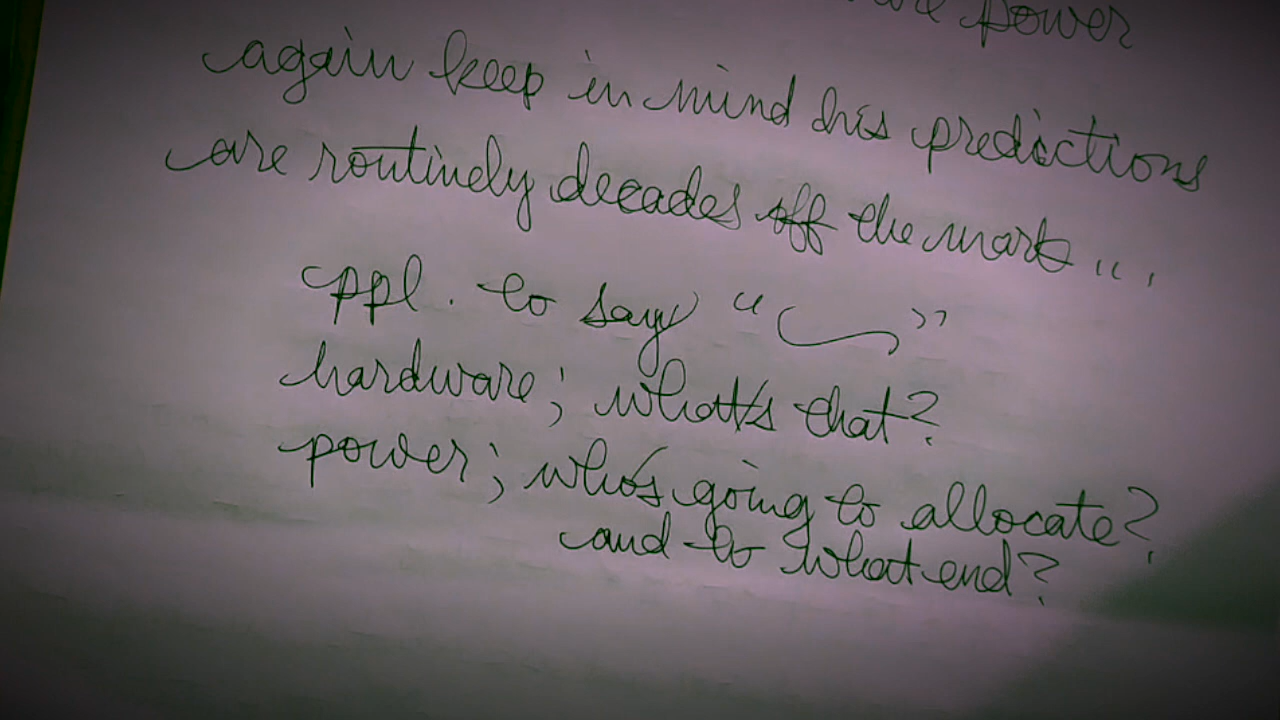 power
again keep in mind his predictions
are routinely decades off the mark...
ppl. to say " "
hardware; what's that?
power; who's going to allocate?
and to what end?